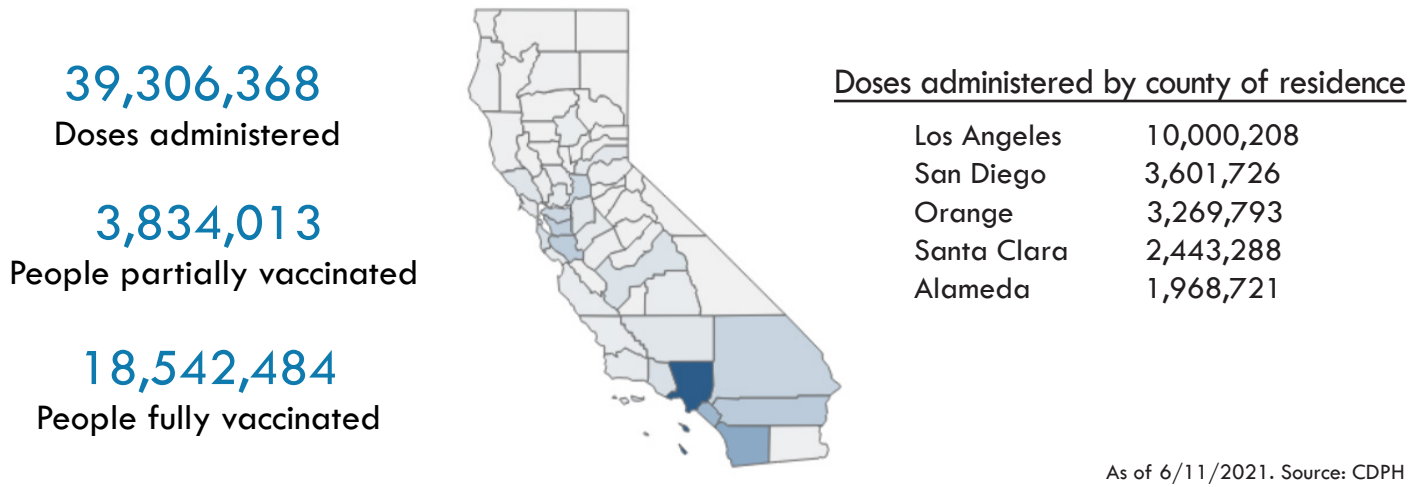 39,306,368
Doses administered
3,834,013
People partially vaccinated
18,542,484
People fully vaccinated
Doses administered by county of residence
Los Angeles 10,000,208
San Diego 3,601,726
Orange 3,269,793
Santa Clara 2,443,288
Alameda 1,968,721
As of 6/11/2021. Source: CDPH